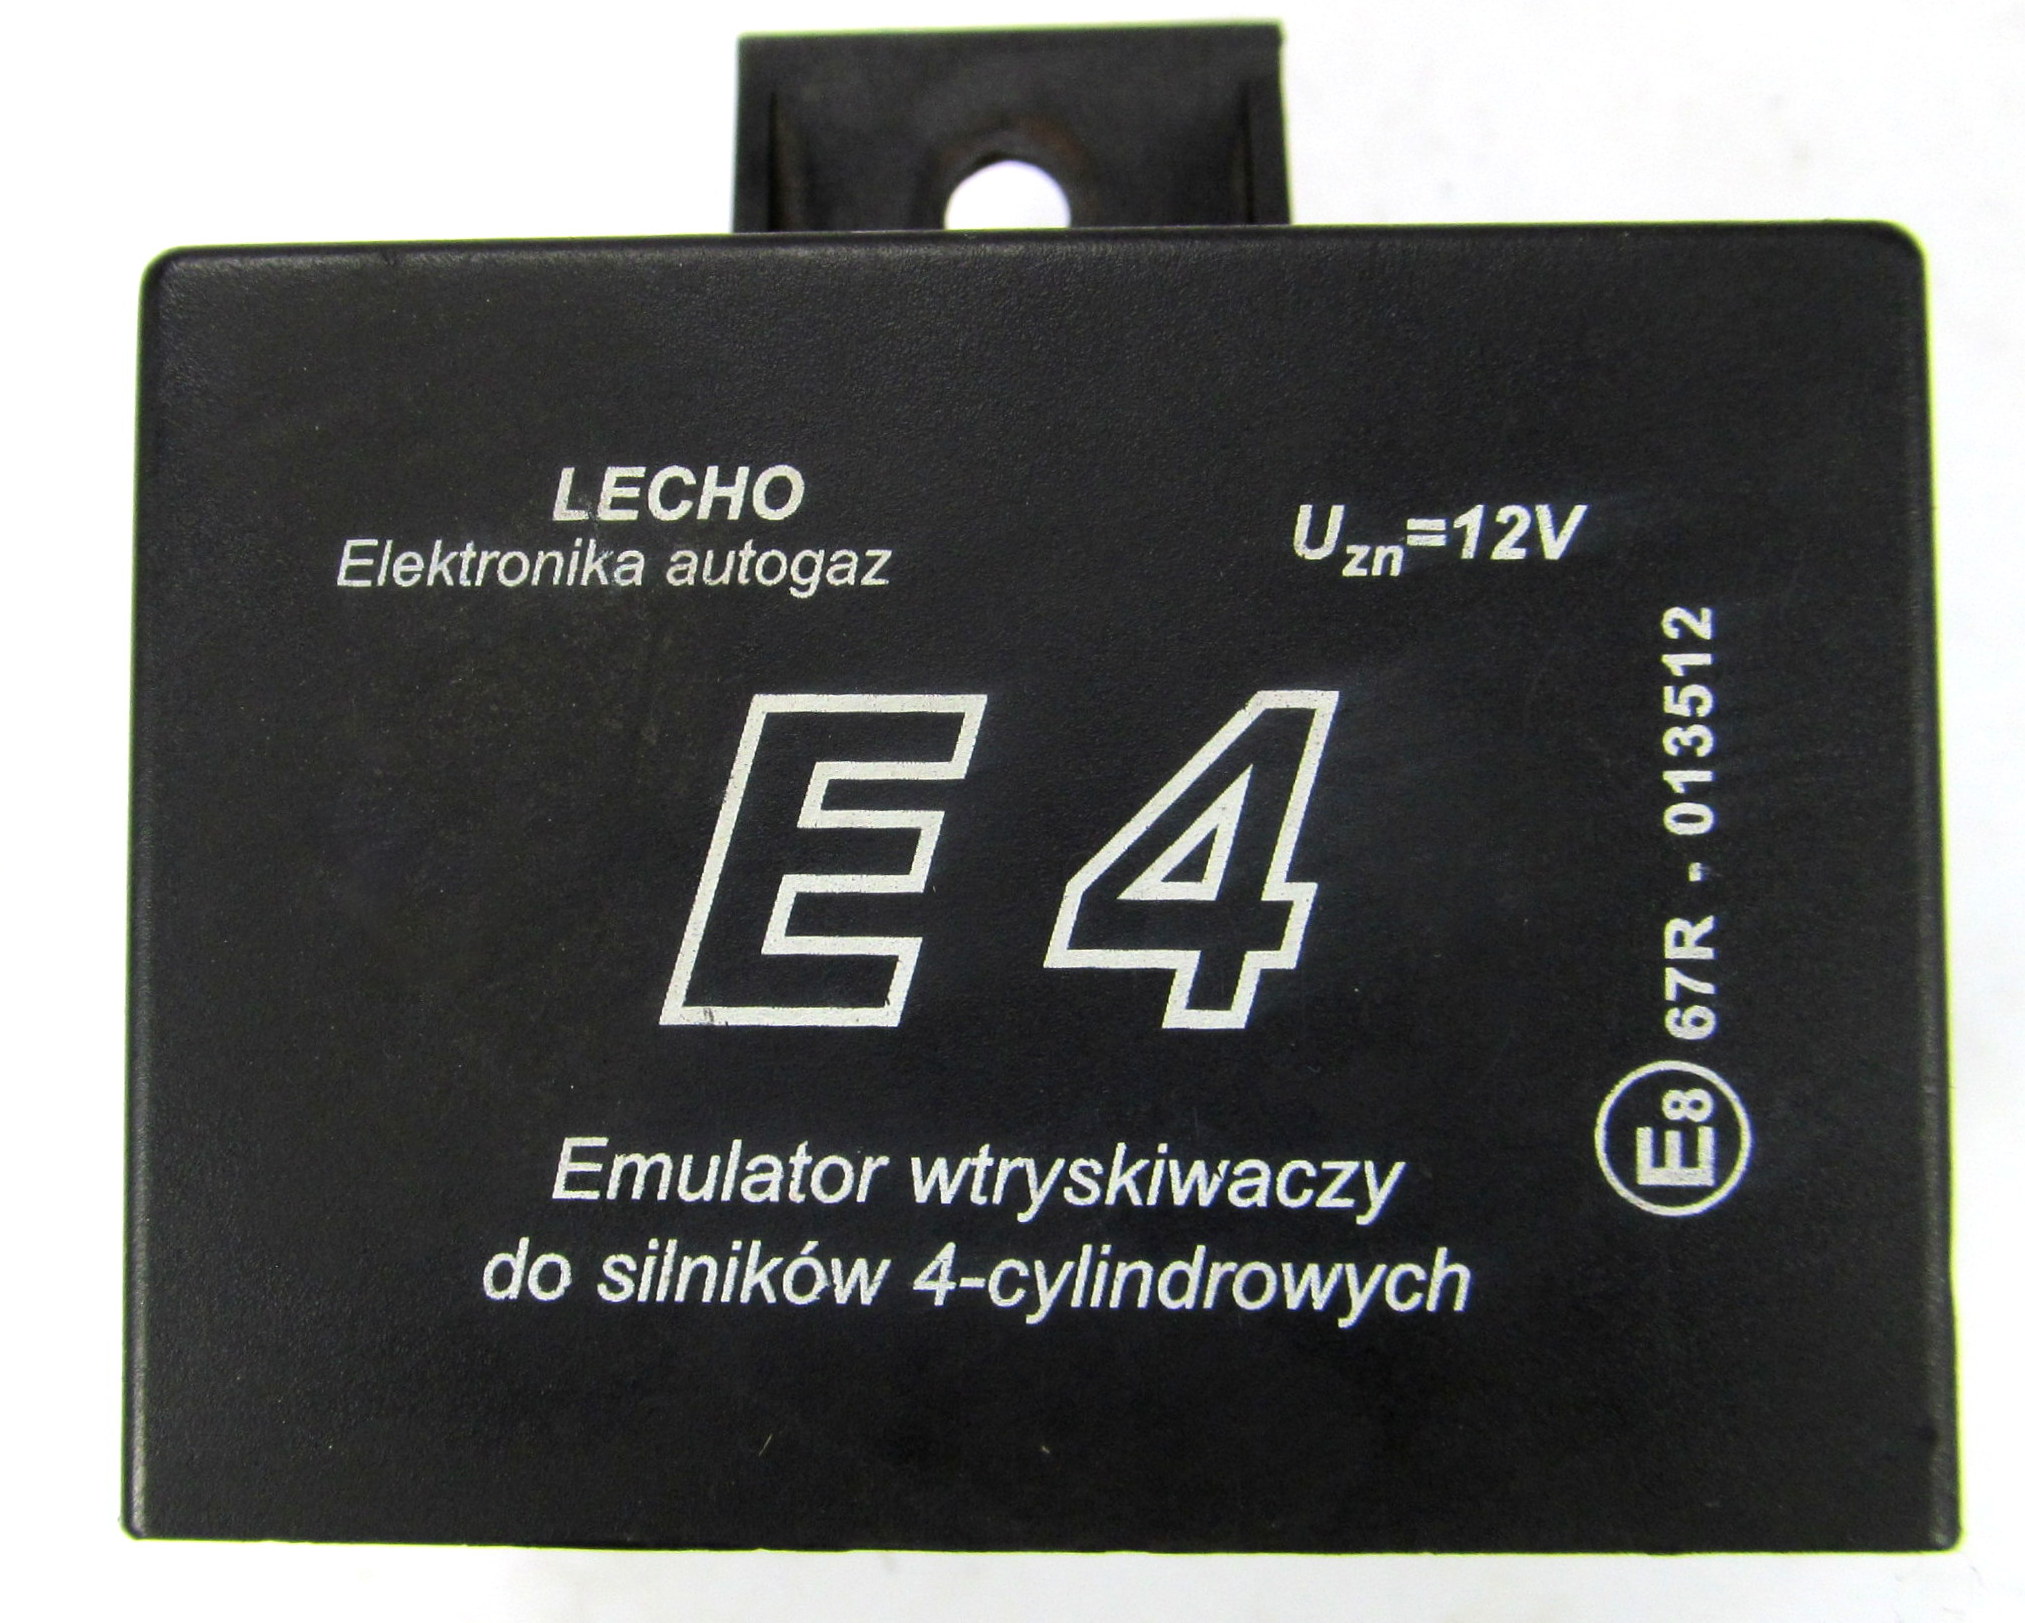 LECHO
Elektronika autogaz
Uzn=12V
E 4
Emulator wtryskiwaczy
do silników 4-cylindrowych
E8 67R - 013512